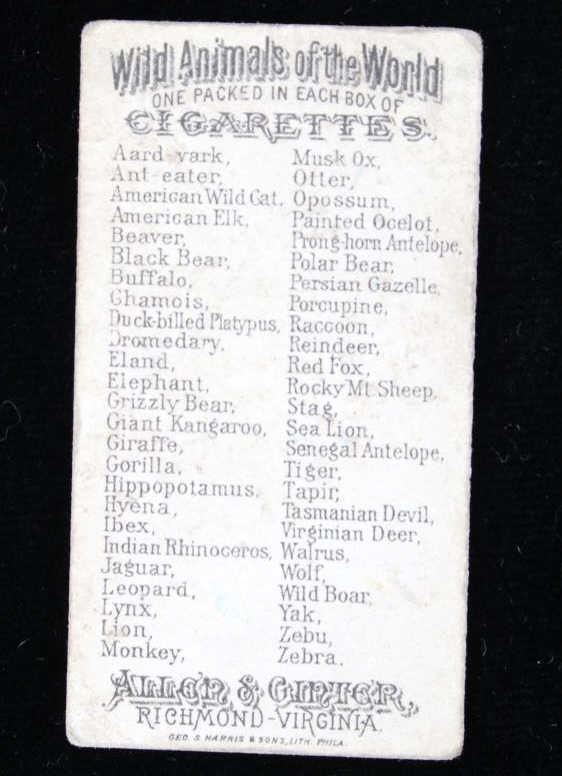 Wild Animals of the World
ONE PACKED IN EACH BOX OF
CIGARETTES.
Aard-vark,
Ant-eater,
American Wild Cat,
American Elk,
Beaver,
Black Bear,
Buffalo,
Chamois,
Duck-billed Platypus,
Dromedary,
Eland,
Elephant,
Grizzly Bear,
Giant Kangaroo,
Giraffe,
Gorilla,
Hippopotamus,
Hyena,
Ibex,
Indian Rhinoceros,
Jaguar,
Leopard,
Lynx,
Lion,
Monkey,
Musk Ox,
Otter,
Opossum,
Painted Ocelot,
Prong-horn Antelope,
Polar Bear,
Persian Gazelle,
Porcupine,
Raccoon,
Reindeer,
Red Fox,
Rocky Mt Sheep,
Stag,
Sea Lion,
Senegal Antelope,
Tiger,
Tapir,
Tasmanian Devil,
Virginian Deer,
Walrus,
Wolf,
Wild Boar,
Yak,
Zebu,
Zebra.
ALLEN & GINTER,
RICHMOND-VIRGINIA.
GEO. S. HARRIS & SONS, LITH. PHILA.